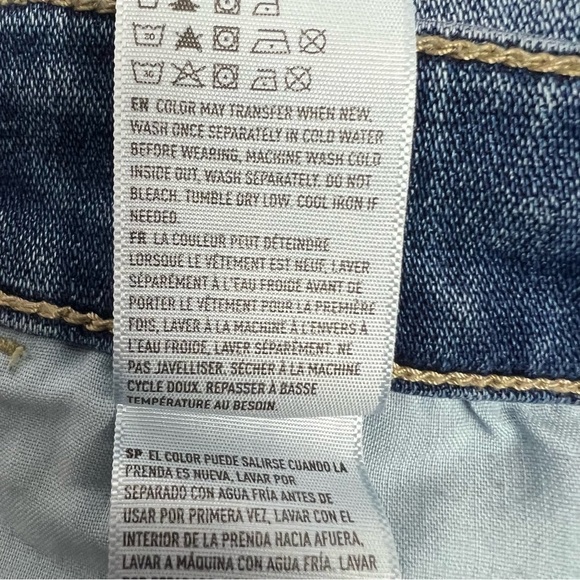 EN COLOR MAY TRANSFER WHEN NEW,
WASH ONCE SEPARATELY IN COLD WATER
BEFORE WEARING, MACHINE WASH COLD
INSIDE OUT, WASH SEPARATELY. DO NOT
BLEACH. TUMBLE DRY LOW. COOL IRON IF
NEEDED.
FR LA COULEUR PEUT DÉTEINDRE
LORSQUE LE VÊTEMENT EST NEUF, LAVER
SÉPARÉMENT À L'EAU FROIDE AVANT DE
PORTER LE VÊTEMENT POUR LA PREMIÈRE
FOIS, LAVER À LA MACHINE À L'ENVERS À
L'EAU FROIDE, LAVER SÉPARÉMENT. NE
PAS JAVELLISER. SÉCHER À LA MACHINE
CYCLE DOUX. REPASSER À BASSE
TEMPÉRATURE AU BESOIN.
SP EL COLOR PUEDE SALIRSE CUANDO LA
PRENDA ES NUEVA, LAVAR POR
SEPARADO CON AGUA FRÍA ANTES DE
USAR POR PRIMERA VEZ, LAVAR CON EL
INTERIOR DE LA PRENDA HACIA AFUERA,
LAVAR A MÁQUINA CON AGUA FRÍA. LAVAR